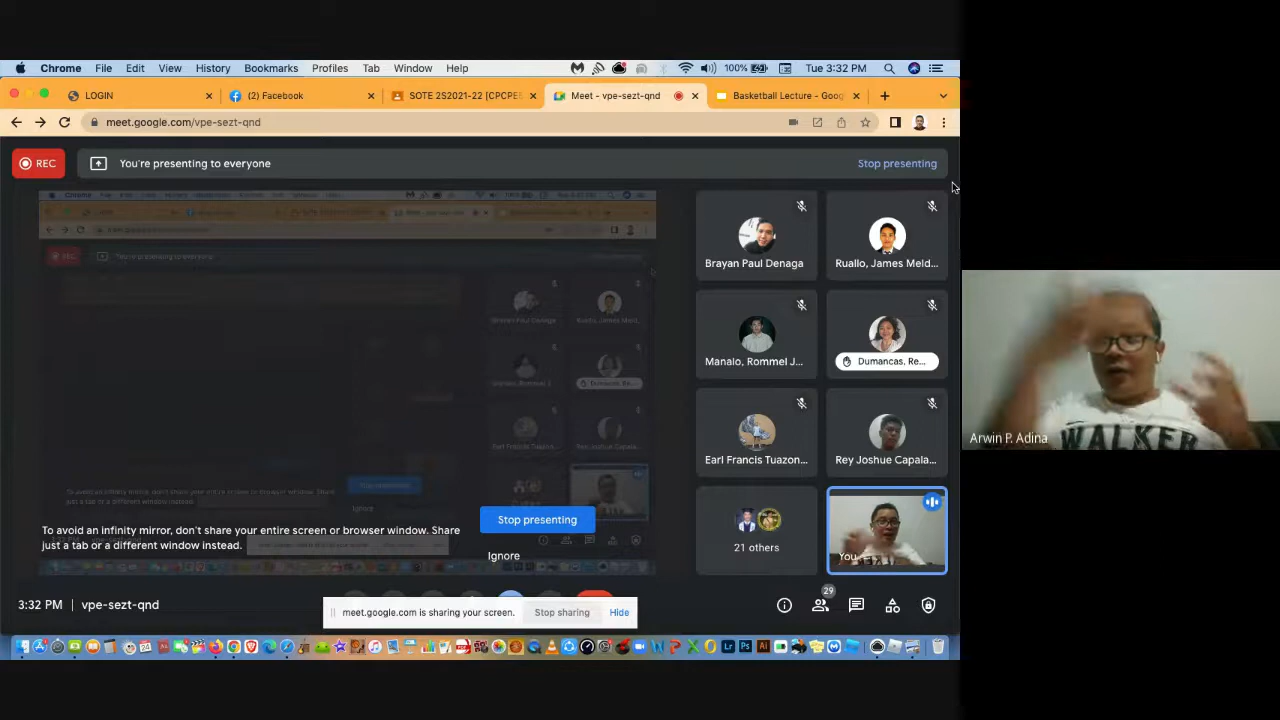 Chrome File Edit View History Bookmarks Profiles Tab Window Help 100% Tue 3:32 PM
LOGIN (2) Facebook SOTE 2S2021-22 [CPCPE Meet - vpe-sezt-qnd Basketball Lecture - Goog
meet.google.com/vpe-sezt-qnd
REC You're presenting to everyone Stop presenting
Brayan Paul Denaga Ruallo, James Meld...
Manalo, Rommel J... Dumancas, Re...
Earl Francis Tuazon... Rey Joshue Capala...
Arwin P. Adina
WALKER
To avoid an infinity mirror, don't share your entire screen or browser window. Share
just a tab or a different window instead.
Stop presenting
Ignore
21 others
You
3:32 PM | vpe-sezt-qnd
meet.google.com is sharing your screen. Stop sharing Hide
29